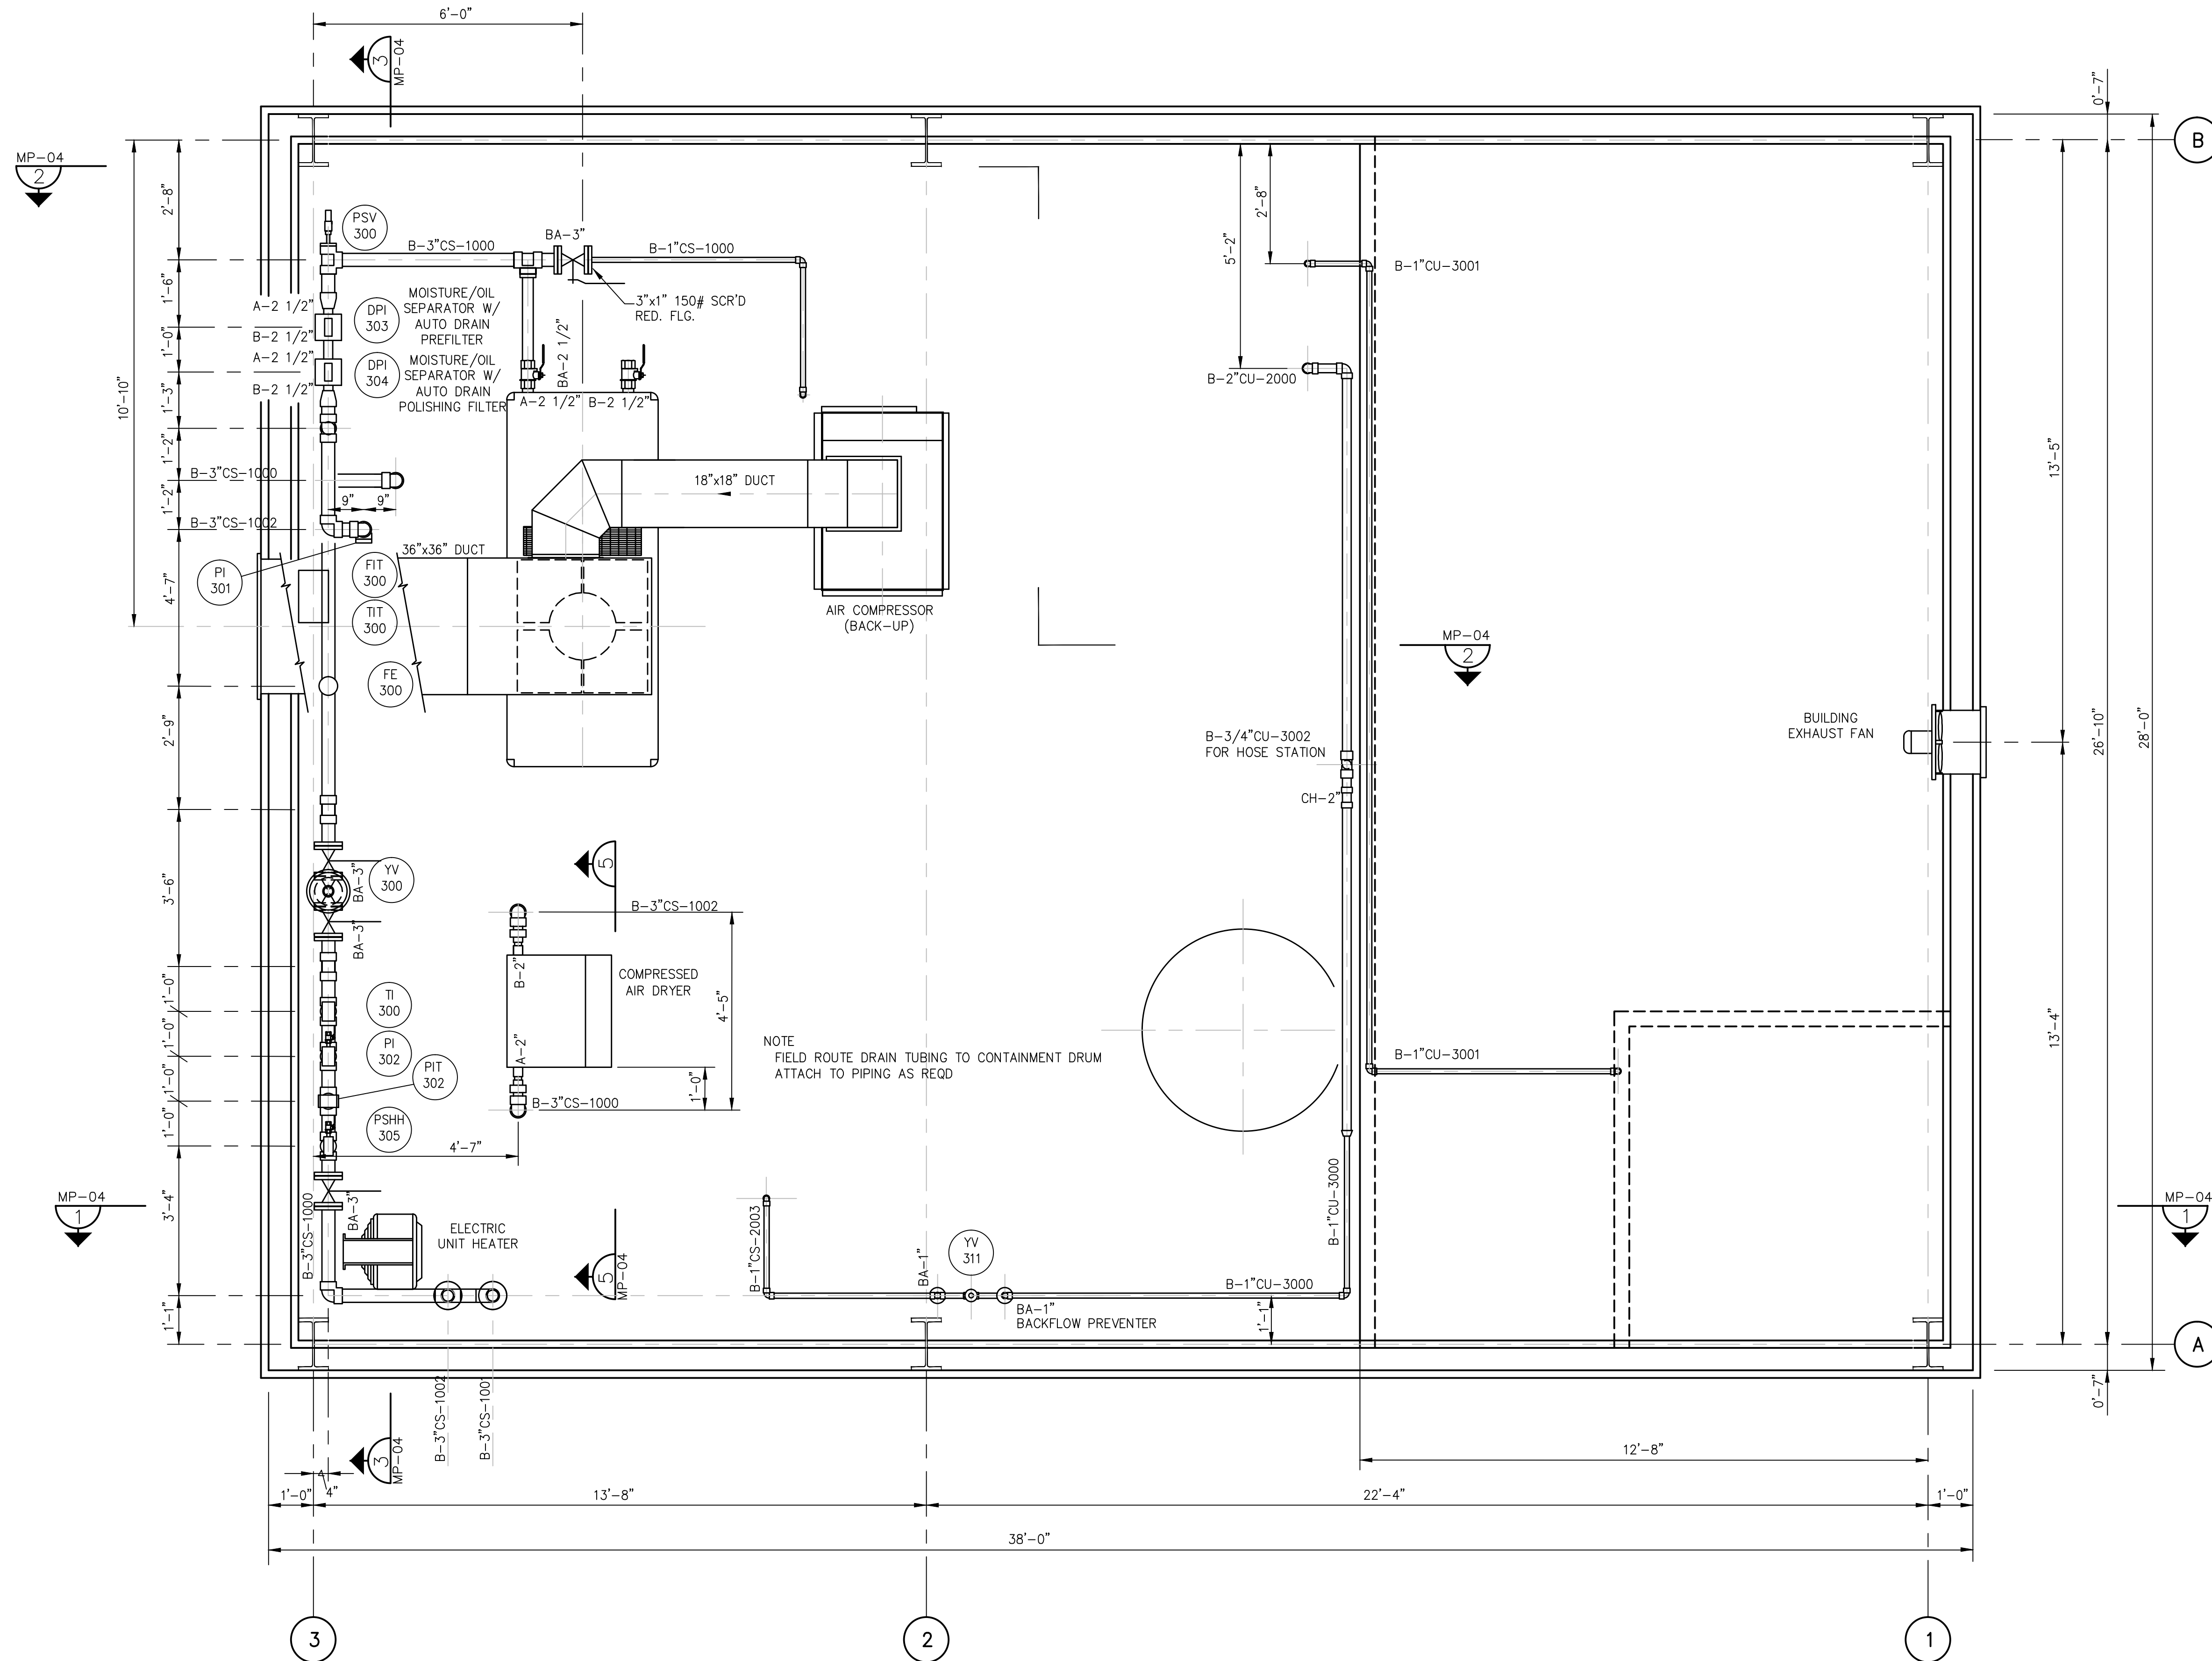 6'-0"
3
MP-04
0'-7"
B
MP-04
2
2'-8"
PSV
300
B-3"CS-1000
BA-3"
B-1"CS-1000
2'-8"
5'-2"
B-1"CU-3001
1'-6"
A-2 1/2"
DPI
303
MOISTURE/OIL
SEPARATOR W/
AUTO DRAIN
PREFILTER
3"x1" 150# SCR'D
RED. FLG.
1'-0"
B-2 1/2"
A-2 1/2"
DPI
304
MOISTURE/OIL
SEPARATOR W/
AUTO DRAIN
POLISHING FILTER
BA-2 1/2"
B-2 1/2"
1'-3"
A-2 1/2"
B-2 1/2"
B-2"CU-2000
10'-10"
1'-2"
B-3"CS-1000
1'-2"
9"
9"
18"x18" DUCT
13'-5"
B-3"CS-1002
36"x36" DUCT
PI
301
FIT
300
TIT
300
4'-7"
AIR COMPRESSOR
(BACK-UP)
MP-04
2
FE
300
2'-9"
B-3/4"CU-3002
FOR HOSE STATION
BUILDING
EXHAUST FAN
26'-10"
28'-0"
CH-2"
3'-6"
BA-3"
YV
300
5
BA-3"
B-3"CS-1002
1'-0"
TI
300
B-2"
COMPRESSED
AIR DRYER
4'-5"
1'-0"
PI
302
A-2"
NOTE
FIELD ROUTE DRAIN TUBING TO CONTAINMENT DRUM
ATTACH TO PIPING AS REQD
B-1"CU-3001
13'-4"
1'-0"
PIT
302
1'-0"
B-3"CS-1000
1'-0"
PSHH
305
4'-7"
MP-04
1
3'-4"
B-3"CS-1000
BA-3"
ELECTRIC
UNIT HEATER
5
MP-04
B-1"CS-2003
BA-1"
YV
311
B-1"CU-3000
B-1"CU-3000
MP-04
1
1'-1"
BA-1"
BACKFLOW PREVENTER
1'-1"
A
0'-7"
B-3"CS-1002
B-3"CS-100
3
MP-04
12'-8"
4"
1'-0"
13'-8"
22'-4"
1'-0"
38'-0"
3
2
1